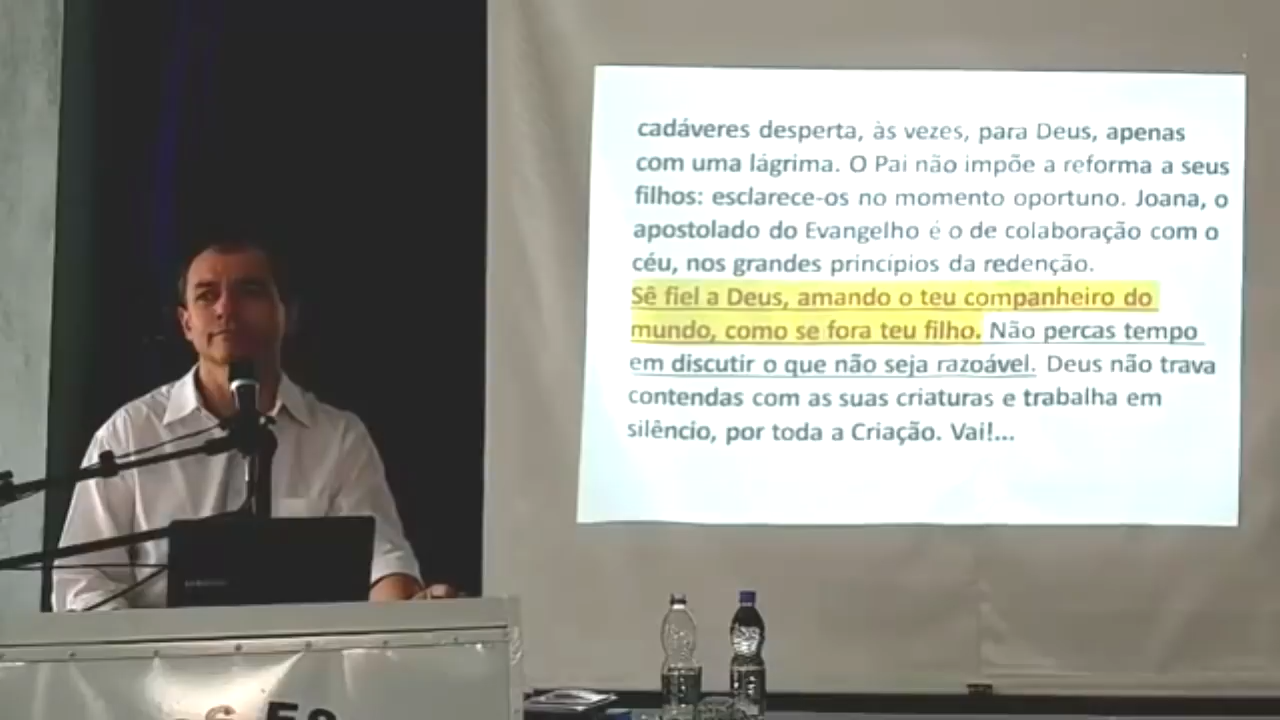 cadáveres desperta, às vezes, para Deus, apenas
com uma lágrima. O Pai não impõe a reforma a seus
filhos: esclarece-os no momento oportuno. Joana, o
apostolado do Evangelho é o de colaboração com o
céu, nos grandes princípios da redenção.
Sê fiel a Deus, amando o teu companheiro do
mundo, como se fora teu filho. Não percas tempo
em discutir o que não seja razoável. Deus não trava
contendas com as suas criaturas e trabalha em
silêncio, por toda a Criação. Vai!...